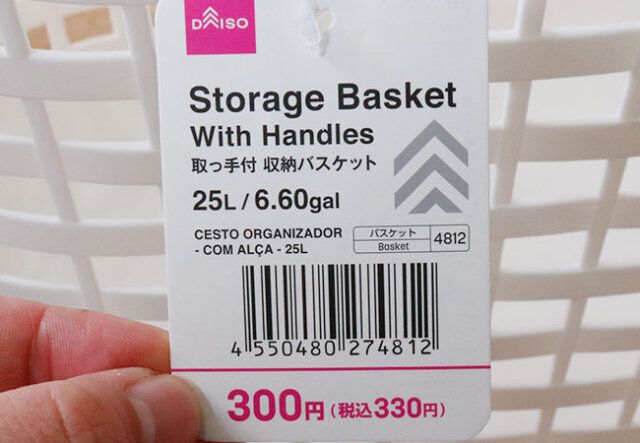 DAISO
Storage Basket
With Handles
取っ手付 収納バスケット
25L / 6.60gal
CESTO ORGANIZADOR
- COM ALÇA - 25L
バスケット
Basket
4812
4 550480 274812
300円(税込330円)